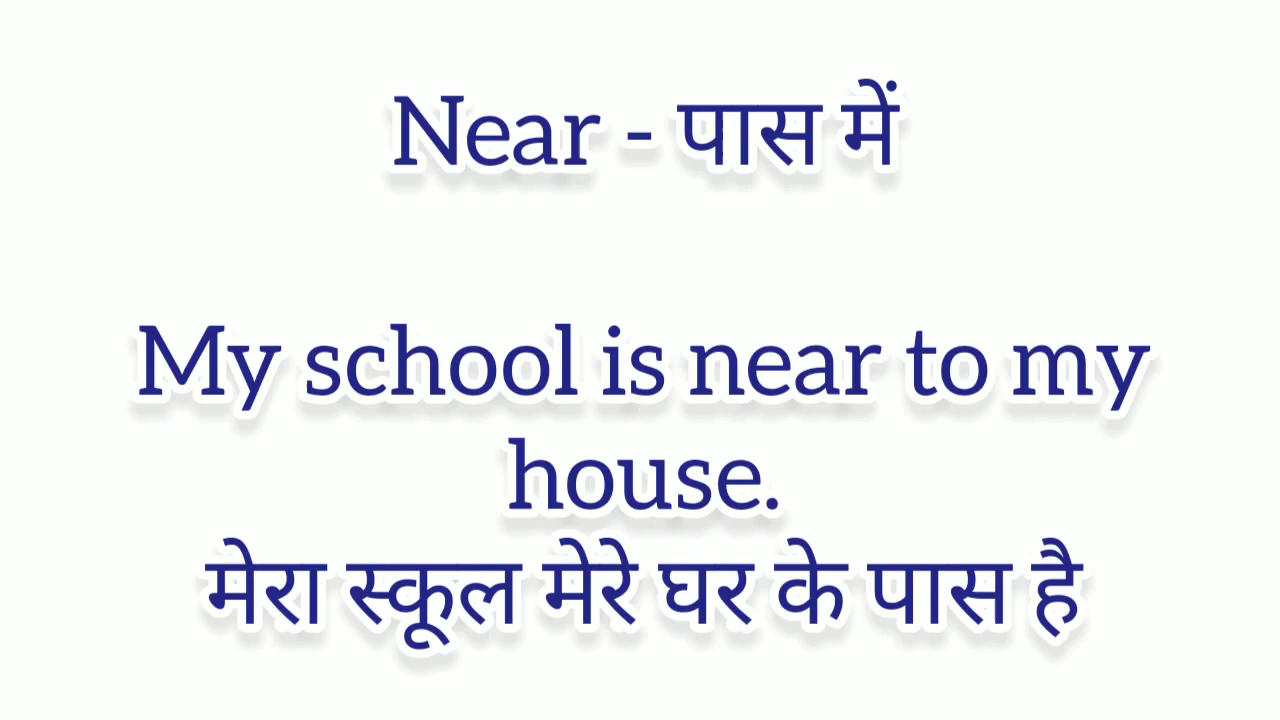 Near - पास में
My school is near to my
house.
मेरा स्कूल मेरे घर के पास है